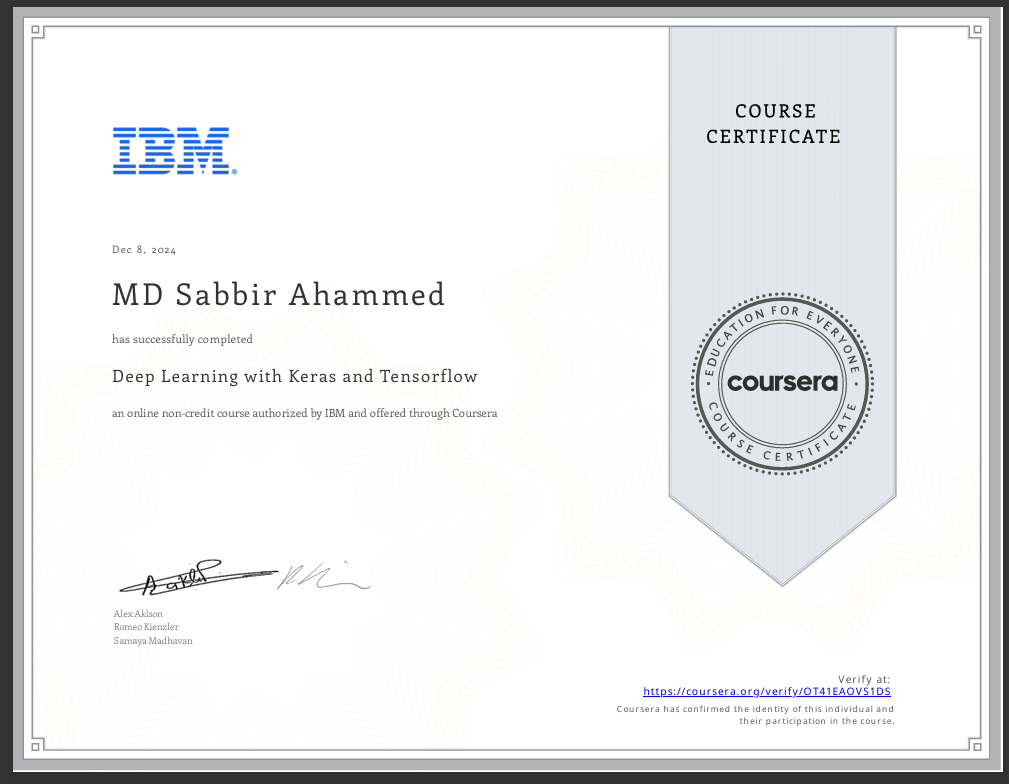 COURSE
CERTIFICATE
IBM®
Dec 8, 2024
MD Sabbir Ahammed
has successfully completed
Deep Learning with Keras and Tensorflow
an online non-credit course authorized by IBM and offered through Coursera
EDUCATION FOR EVERYONE
coursera
COURSE CERTIFICATE
Alex Aklson
Romeo Kienzler
Samaya Madhavan
Verify at:
https://coursera.org/verify/OT41EAOVS1DS
Coursera has confirmed the identity of this individual and
their participation in the course.